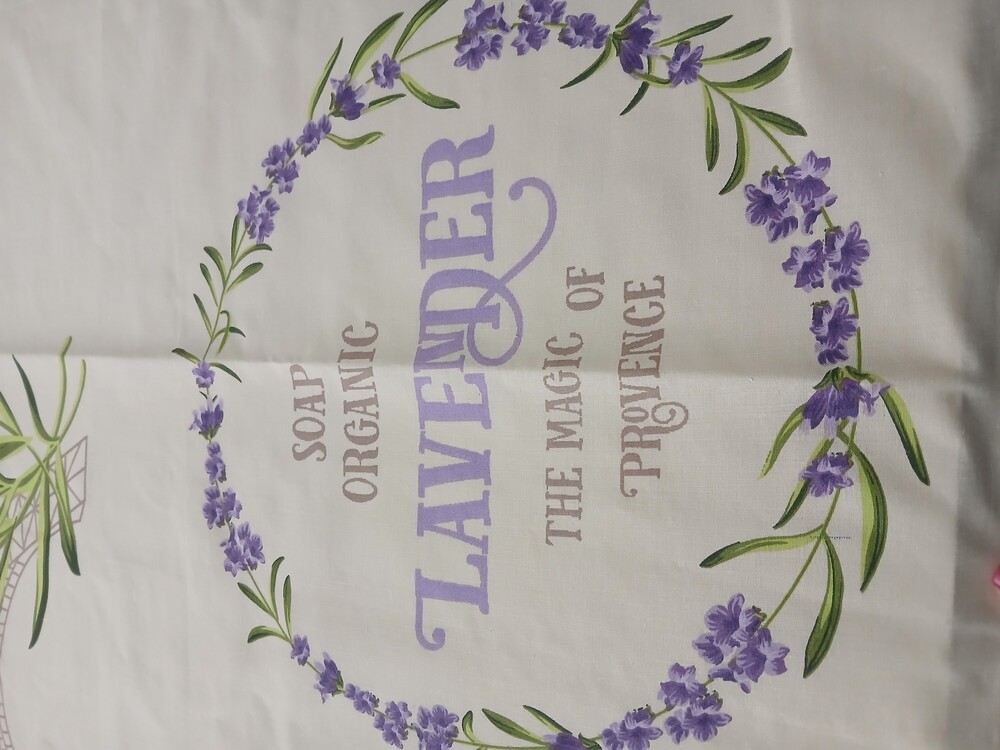 SOAP
ORGANIC
LAVENDER
THE MAGIC OF
PROVENCE